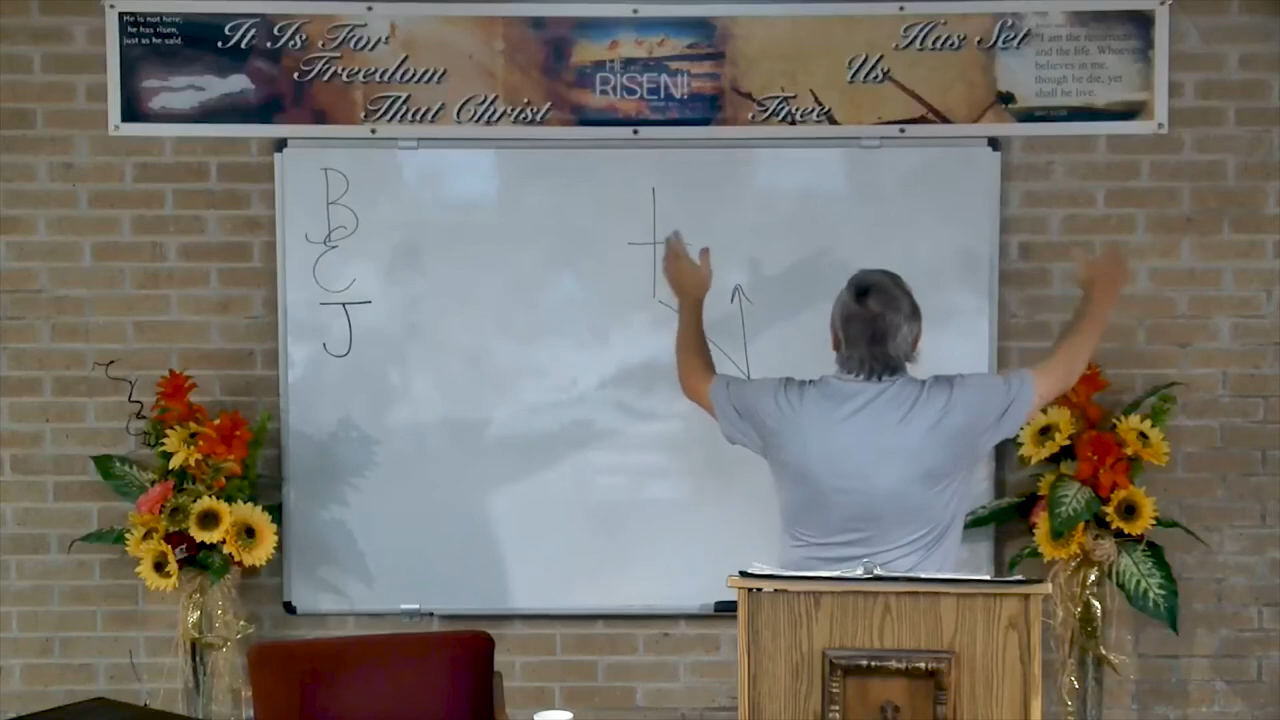 He is not here;
he has risen,
just as he said.
It Is For
Freedom
That Christ
HE IS
RISEN!
Has Set
Us
Free
"I am the resurrection
and the life. Whoever
believes in me,
though he die, yet
shall he live.
B
E
J